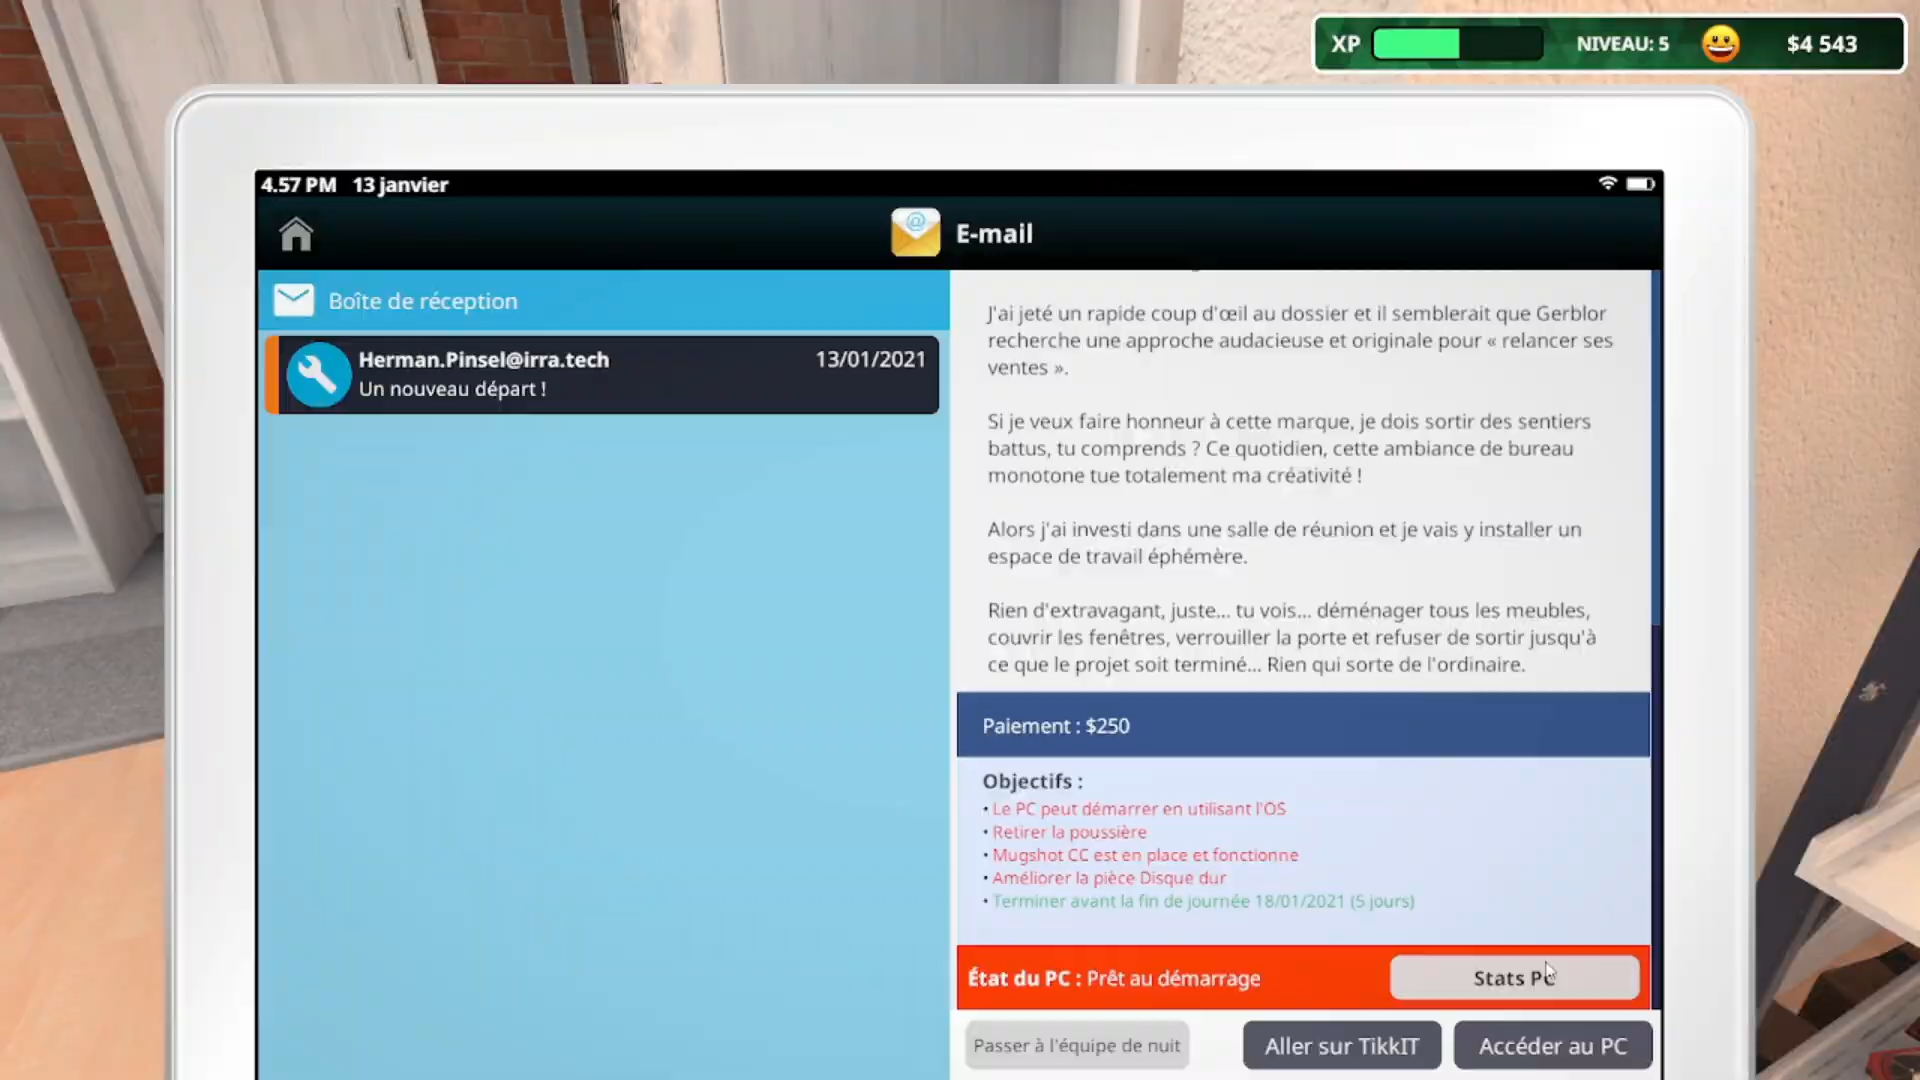 XP
NIVEAU: 5
$4 543
4.57 PM 13 janvier
E-mail
Boîte de réception
Herman.Pinsel@irra.tech
13/01/2021
Un nouveau départ !
J'ai jeté un rapide coup d'œil au dossier et il semblerait que Gerblor
recherche une approche audacieuse et originale pour « relancer ses
ventes ».
Si je veux faire honneur à cette marque, je dois sortir des sentiers
battus, tu comprends ? Ce quotidien, cette ambiance de bureau
monotone tue totalement ma créativité !
Alors j'ai investi dans une salle de réunion et je vais y installer un
espace de travail éphémère.
Rien d'extravagant, juste... tu vois... déménager tous les meubles,
couvrir les fenêtres, verrouiller la porte et refuser de sortir jusqu'à
ce que le projet soit terminé... Rien qui sorte de l'ordinaire.
Paiement : $250
Objectifs :
• Le PC peut démarrer en utilisant l'OS
• Retirer la poussière
• Mugshot CC est en place et fonctionne
• Améliorer la pièce Disque dur
• Terminer avant la fin de journée 18/01/2021 (5 jours)
État du PC : Prêt au démarrage
Stats PC
Passer à l'équipe de nuit
Aller sur TikkIT
Accéder au PC